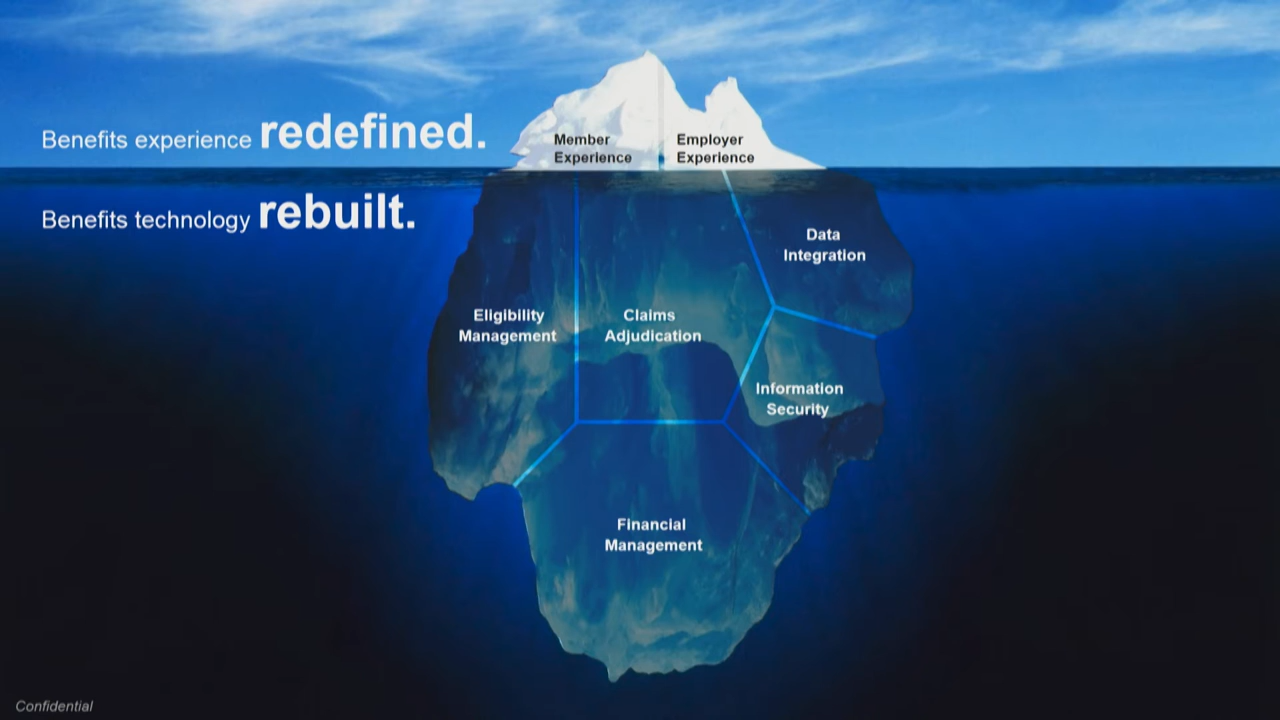 Benefits experience redefined.
Member
Experience
Employer
Experience
Benefits technology rebuilt.
Data
Integration
Eligibility
Management
Claims
Adjudication
Information
Security
Financial
Management
Confidential